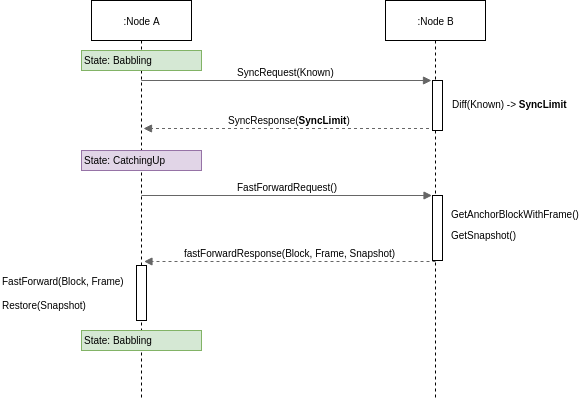 :Node A
:Node B
State: Babbling
SyncRequest(Known)
Diff(Known) -> SyncLimit
SyncResponse(SyncLimit)
State: CatchingUp
FastForwardRequest()
GetAnchorBlockWithFrame()
GetSnapshot()
fastForwardResponse(Block, Frame, Snapshot)
FastForward(Block, Frame)
Restore(Snapshot)
State: Babbling